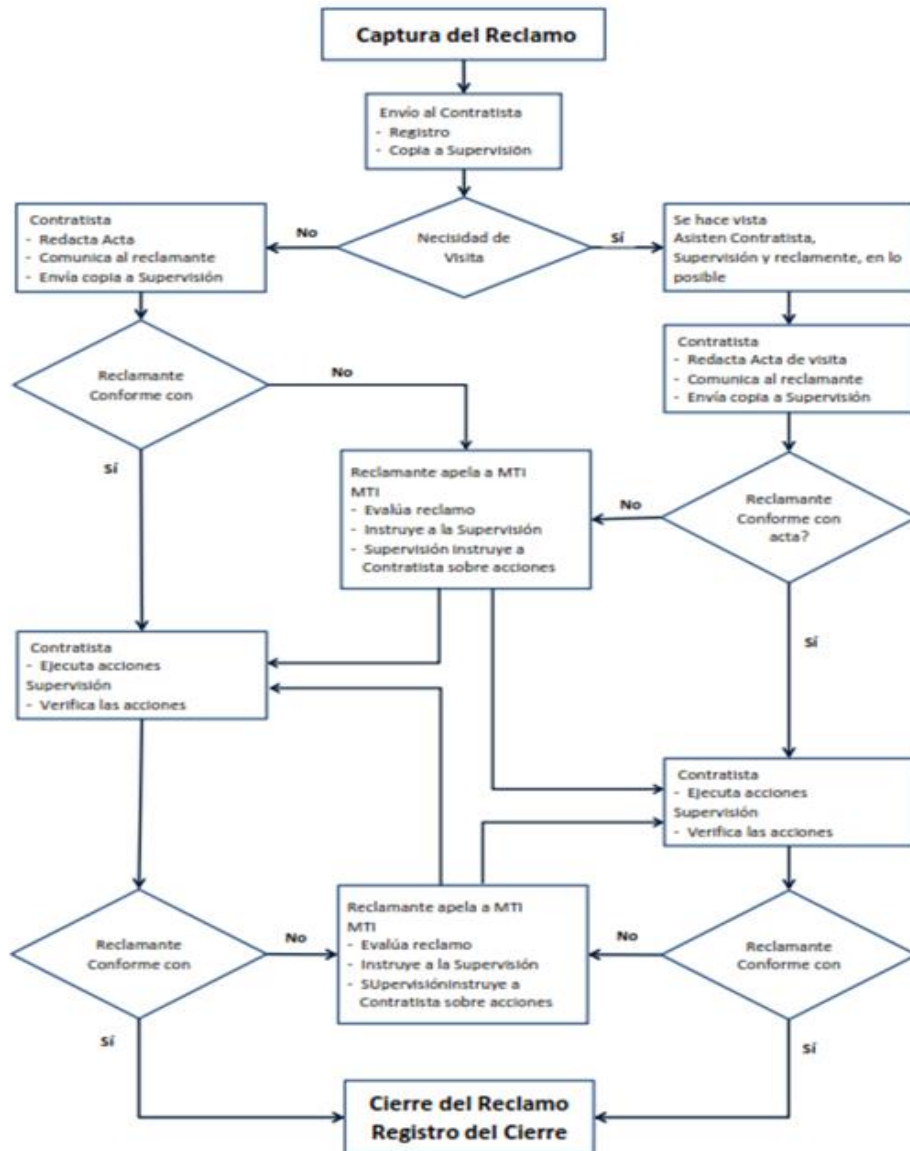 Captura del Reclamo
Envío al Contratista
- Registro
- Copia a Supervisión
Contratista
- Redacta Acta
- Comunica al reclamante
- Envía copia a Supervisión
No
Necisidad de
Visita
Sí
Se hace vista
Asisten Contratista,
Supervisión y reclamente, en lo
posible
Reclamante
Conforme con
No
Contratista
- Redacta Acta de visita
- Comunica al reclamante
- Envía copia a Supervisión
Sí
Reclamante apela a MTI
MTI
- Evalúa reclamo
- Instruye a la Supervisión
- Supervisión instruye a
Contratista sobre acciones
No
Reclamante
Conforme con
acta?
Sí
Contratista
- Ejecuta acciones
Supervisión
- Verifica las acciones
Contratista
- Ejecuta acciones
Supervisión
- Verifica las acciones
Reclamante
Conforme con
No
Reclamante apela a MTI
MTI
- Evalúa reclamo
- Instruye a la Supervisión
- SUpervisióninstruye a
Contratista sobre acciones
No
Reclamante
Conforme con
Sí
Sí
Cierre del Reclamo
Registro del Cierre